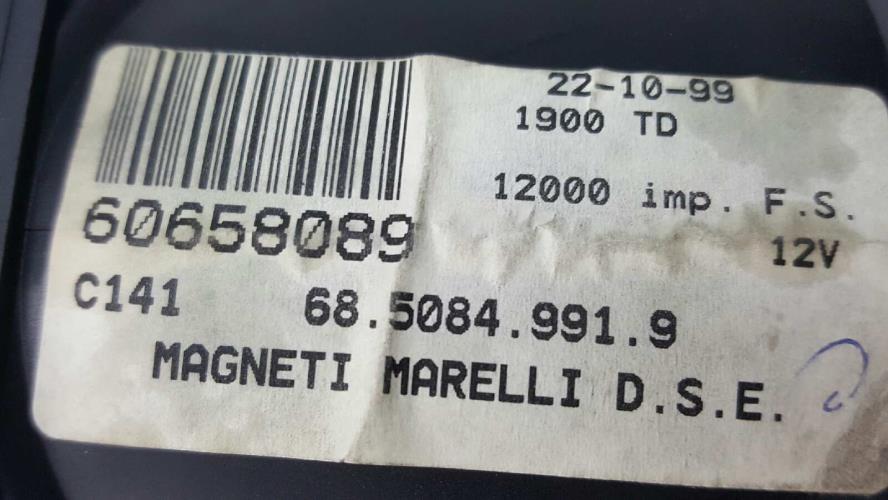 22-10-99
1900 TD
12000 imp. F.S.
12V
60658089
C141 68.5084.991.9
MAGNETI MARELLI D.S.E.